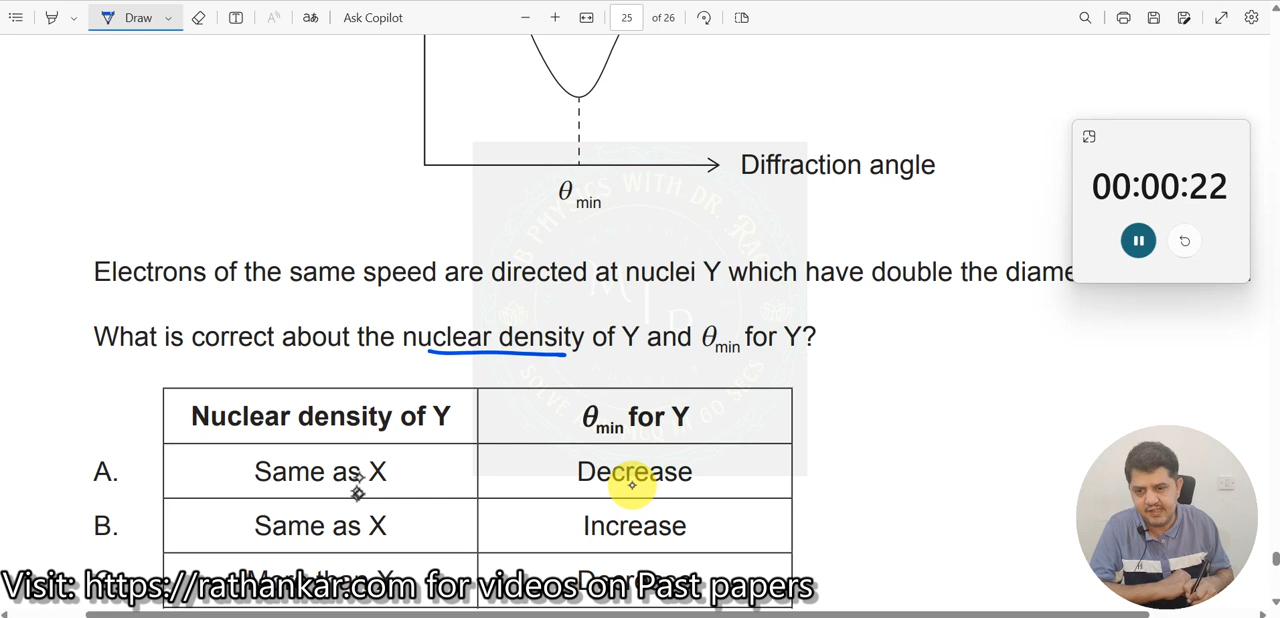 Draw
aあ
Ask Copilot
25
of 26
Diffraction angle
θ min
00:00:22
Electrons of the same speed are directed at nuclei Y which have double the diame
What is correct about the nuclear density of Y and θmin for Y?
Nuclear density of Y
θmin for Y
A. Same as X Decrease
B. Same as X Increase
Visit: https://rathankar.com for videos on Past papers